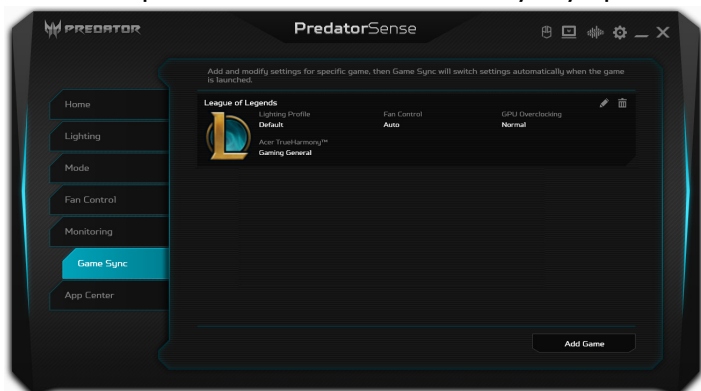 PREDATOR
PredatorSense
Add and modify settings for specific game, then Game Sync will switch settings automatically when the game
is launched.
Home
Lighting
Mode
Fan Control
Monitoring
Game Sync
App Center
League of Legends
Lighting Profile
Default
Fan Control
Auto
GPU Overclocking
Normal
Acer TrueHarmony™
Gaming General
Add Game